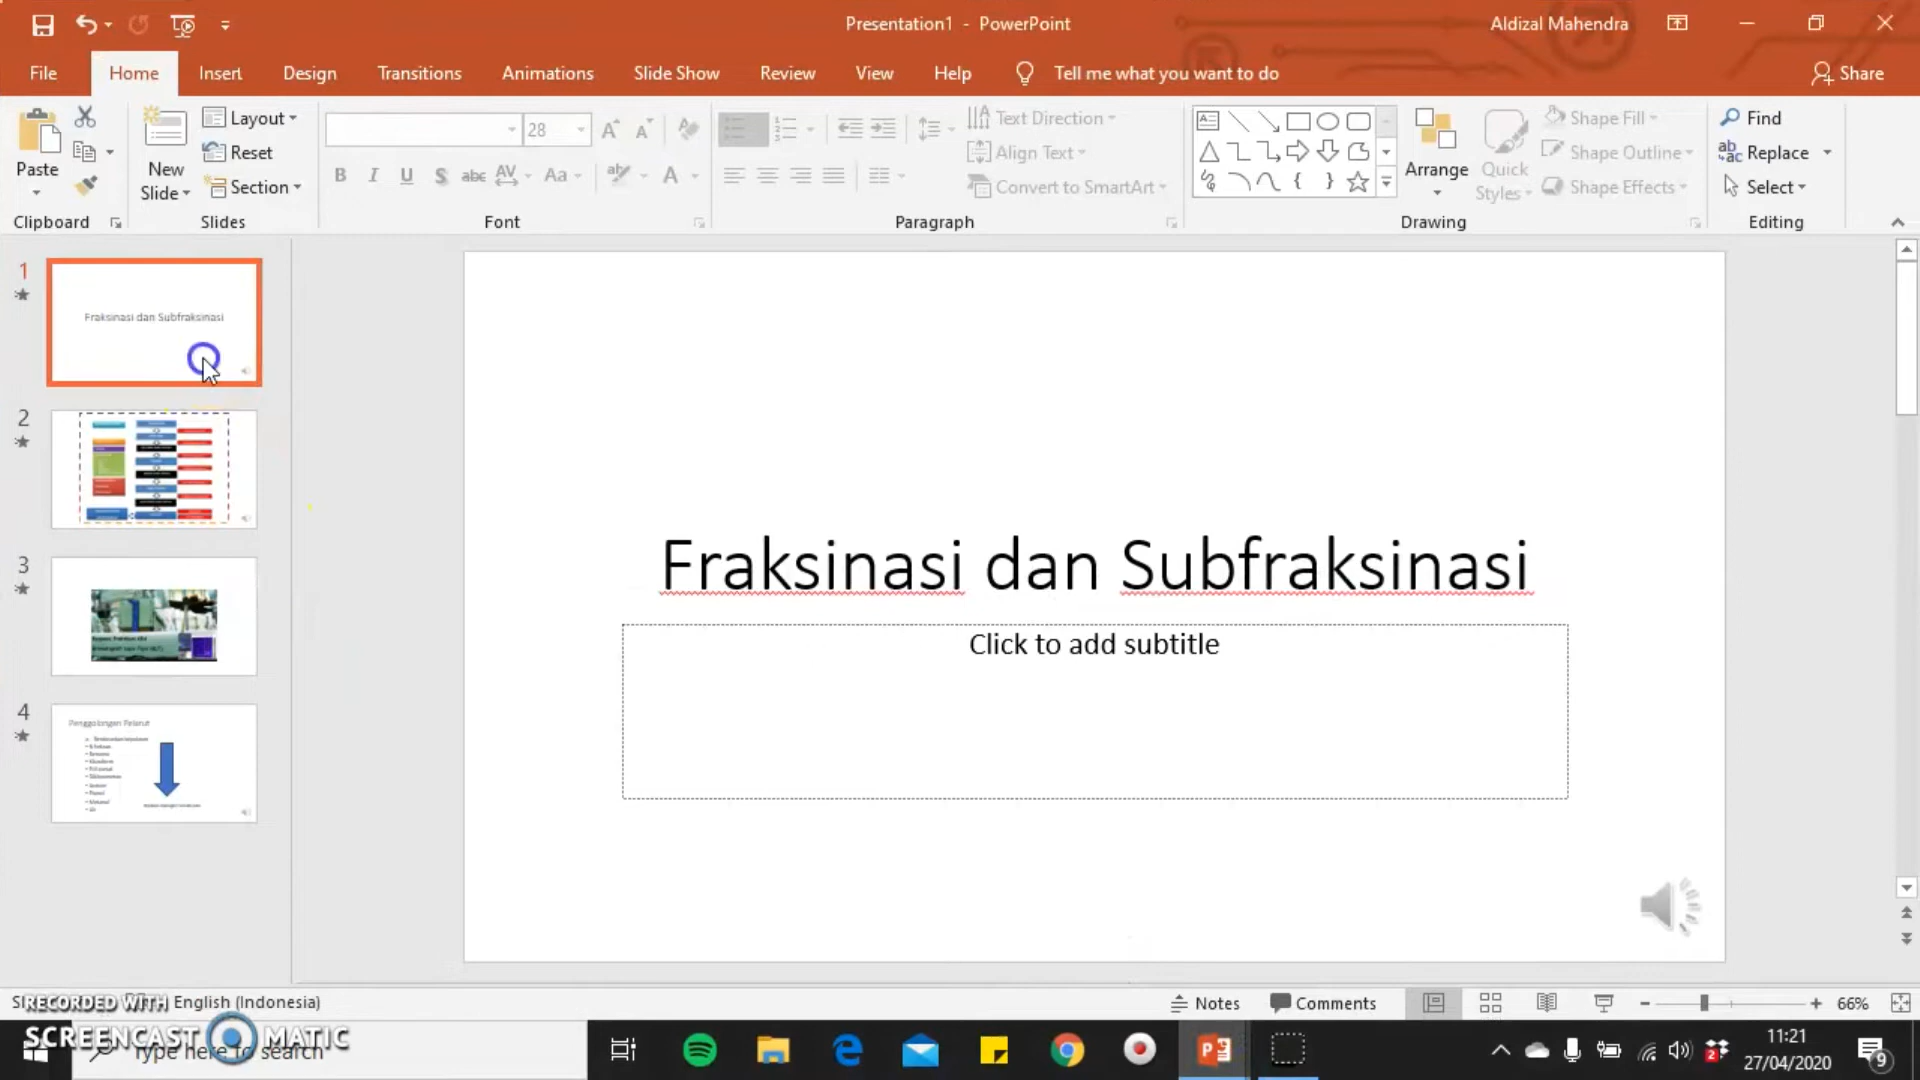 Presentation1 - PowerPoint
Aldizal Mahendra
File
Home
Insert
Design
Transitions
Animations
Slide Show
Review
View
Help
Tell me what you want to do
Share
Paste
New
Slide
Layout
Reset
Section
28
Text Direction
Align Text
Convert to SmartArt
Arrange
Quick
Styles
Shape Fill
Shape Outline
Shape Effects
Find
Replace
Select
Clipboard
Slides
Font
Paragraph
Drawing
Editing
1
Fraksinasi dan Subfraksinasi
2
3
4
Penggolongan Pelarut
Fraksinasi dan Subfraksinasi
Click to add subtitle
RECORDED WITH
SCREENCAST MATIC
English (Indonesia)
Notes
Comments
66%
Type here to search
11:21
27/04/2020
9